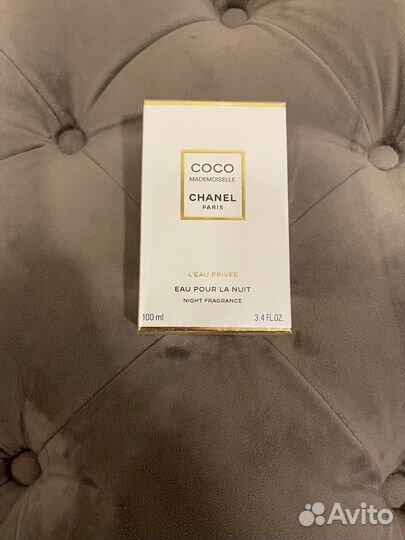 COCO
MADEMOISELLE
CHANEL
PARIS
L'EAU PRIVÉE
EAU POUR LA NUIT
NIGHT FRAGRANCE
100 ml 3.4 FL.OZ.
Avito